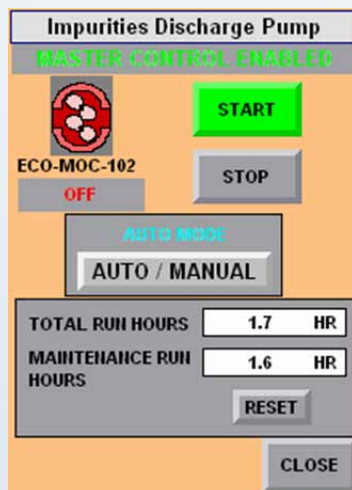 Impurities Discharge Pump
MASTER CONTROL ENABLED
START
ECO-MOC-102
STOP
OFF
AUTO MODE
AUTO / MANUAL
TOTAL RUN HOURS 1.7 HR
MAINTENANCE RUN HOURS 1.6 HR
RESET
CLOSE